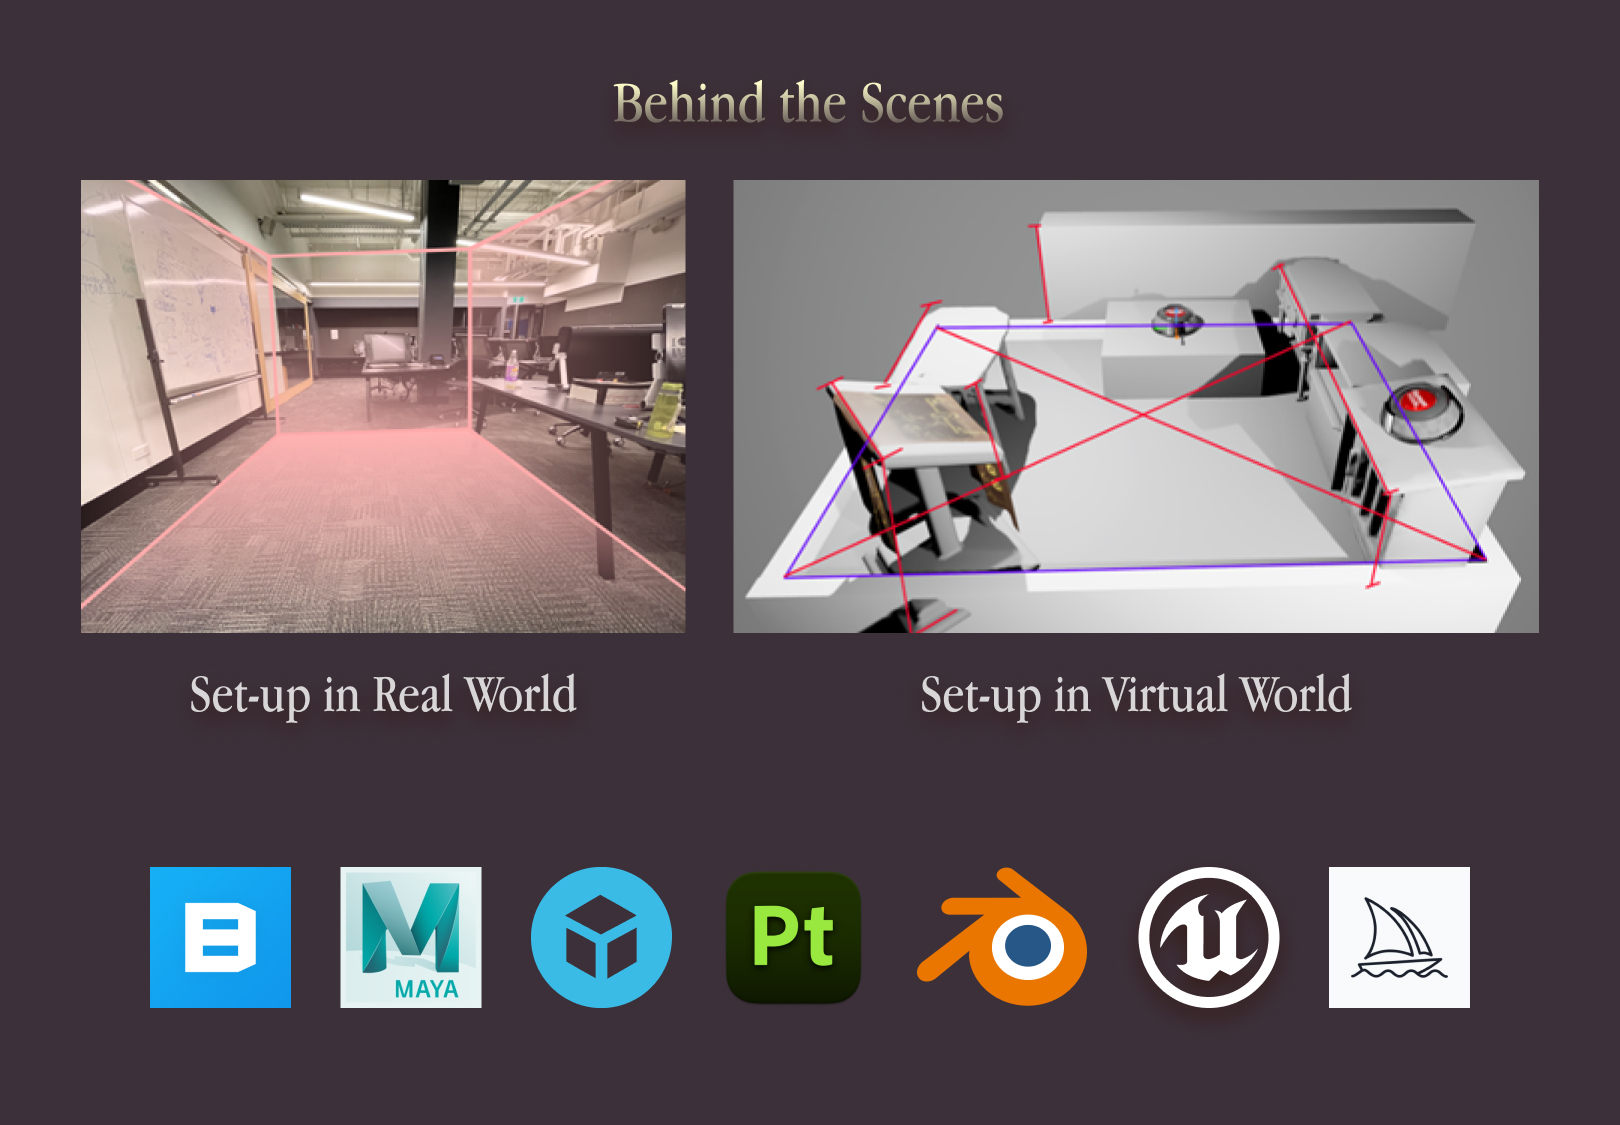 Behind the Scenes
Set-up in Real World
Set-up in Virtual World
B
MAYA
Pt